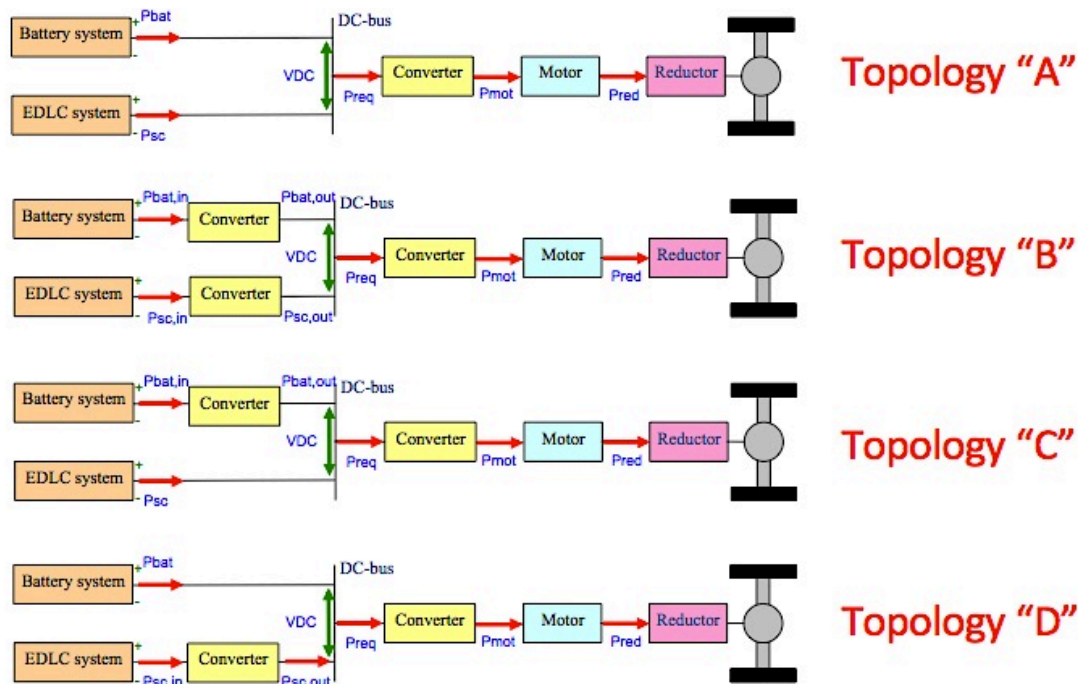 Pbat
DC-bus
Battery system
+
-
VDC
Converter
Motor
Reductor
Topology “A”
Preq
Pmot
Pred
EDLC system
+
-
Psc
Pbat,in
Pbat,out
DC-bus
Battery system
+
-
Converter
VDC
Converter
Motor
Reductor
Topology “B”
Preq
Pmot
Pred
EDLC system
+
-
Converter
Psc,in
Psc,out
Pbat,in
Pbat,out
DC-bus
Battery system
+
-
Converter
VDC
Converter
Motor
Reductor
Topology “C”
Preq
Pmot
Pred
EDLC system
+
-
Psc
Pbat
DC-bus
Battery system
+
-
VDC
Converter
Motor
Reductor
Topology “D”
Preq
Pmot
Pred
EDLC system
+
-
Converter
Psc,in
Psc,out